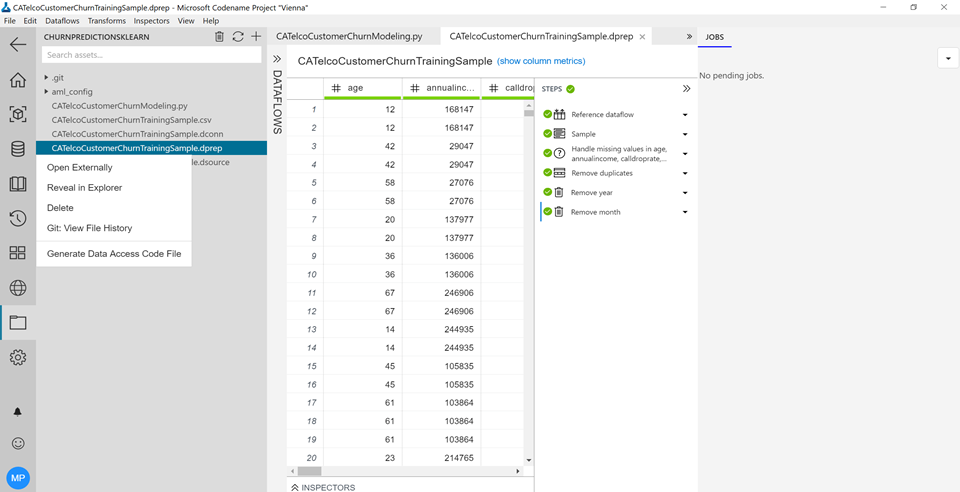 CATelcoCustomerChurnTrainingSample.dprep - Microsoft Codename Project "Vienna"
File Edit Dataflows Transforms Inspectors View Help
CHURNPREDICTIONSKLEARN
Search assets...
.git
aml_config
CATelcoCustomerChurnModeling.py
CATelcoCustomerChurnTrainingSample.csv
CATelcoCustomerChurnTrainingSample.dconn
CATelcoCustomerChurnTrainingSample.dprep
le.dsource
Open Externally
Reveal in Explorer
Delete
Git: View File History
Generate Data Access Code File
MP
CATelcoCustomerChurnModeling.py
CATelcoCustomerChurnTrainingSample.dprep
DATAFLOWS
CATelcoCustomerChurnTrainingSample (show column metrics)
# age # annualinc... # calldrop
1 12 168147
2 12 168147
3 42 29047
4 42 29047
5 58 27076
6 58 27076
7 20 137977
8 20 137977
9 36 136006
10 36 136006
11 67 246906
12 67 246906
13 14 244935
14 14 244935
15 45 105835
16 45 105835
17 61 103864
18 61 103864
19 61 103864
20 23 214765
INSPECTORS
STEPS
Reference dataflow
Sample
Handle missing values in age,
annualincome, calldroprate,...
Remove duplicates
Remove year
Remove month
JOBS
No pending jobs.